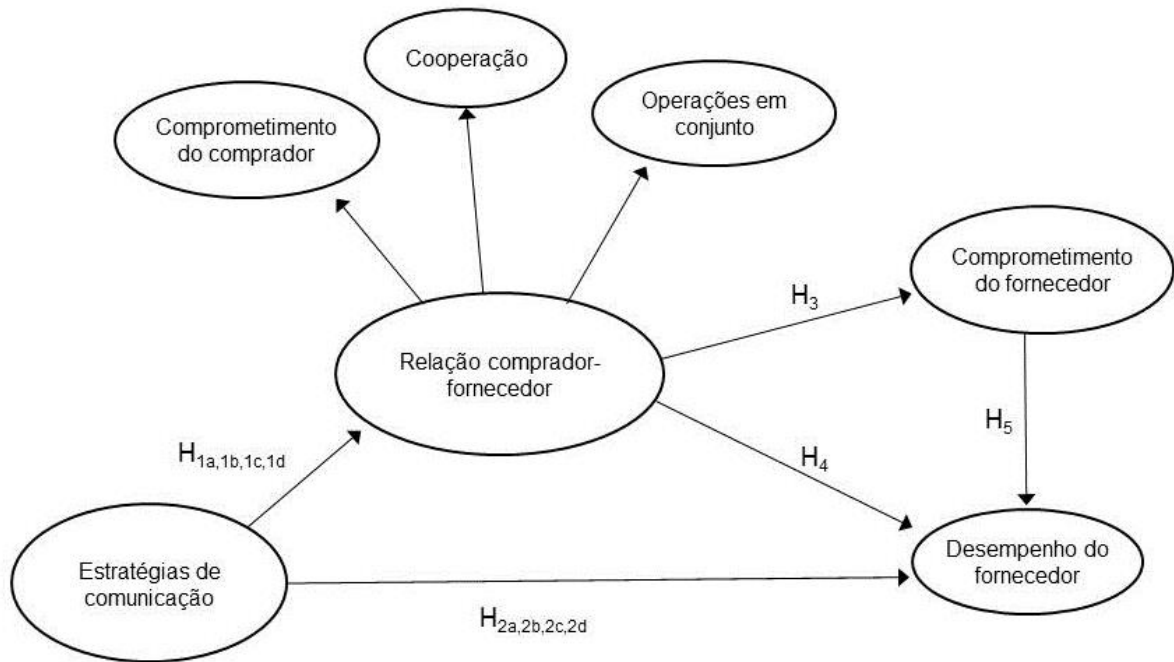 Cooperação
Operações em
conjunto
Comprometimento
do comprador
Comprometimento
do fornecedor
H3
Relação comprador-
fornecedor
H5
H4
H1a,1b,1c,1d
Desempenho do
fornecedor
Estratégias de
comunicação
H2a,2b,2c,2d